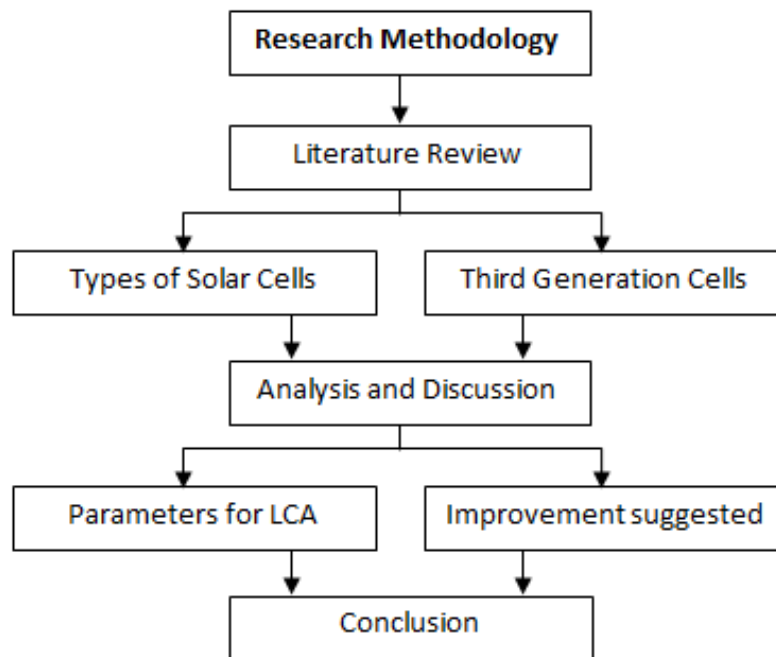 Research Methodology
Literature Review
Types of Solar Cells
Third Generation Cells
Analysis and Discussion
Parameters for LCA
Improvement suggested
Conclusion